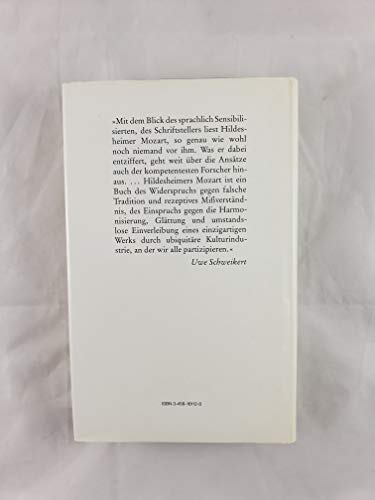 »Mit dem Blick des sprachlich Sensibili-
sierten, des Schriftstellers liest Hildes-
heimer Mozart, so genau wie wohl
noch niemand vor ihm. Was er dabei
entziffert, geht weit über die Ansätze
auch der kompetentesten Forscher hin-
aus. ... Hildesheimers Mozart ist ein
Buch des Widerspruchs gegen falsche
Tradition und rezeptives Mißverständ-
nis, des Einspruchs gegen die Harmo-
nisierung, Glättung und umstands-
lose Einverleibung eines einzigartigen
Werks durch ubiquitäre Kulturindu-
strie, an der wir alle partizipieren.«
Uwe Schweikert